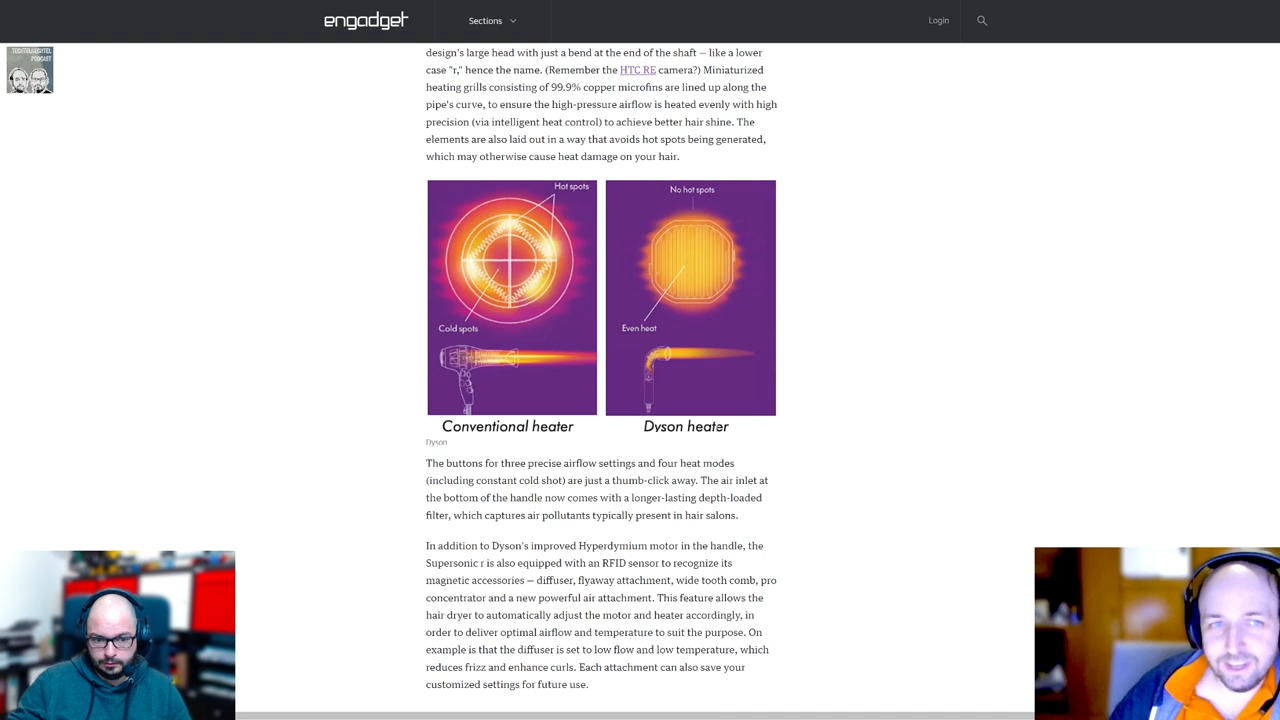 engadget
Sections
Login
TECHTELMECHTEL
PODCAST
design's large head with just a bend at the end of the shaft — like a lower
case "r," hence the name. (Remember the HTC RE camera?) Miniaturized
heating grills consisting of 99.9% copper microfins are lined up along the
pipe's curve, to ensure the high-pressure airflow is heated evenly with high
precision (via intelligent heat control) to achieve better hair shine. The
elements are also laid out in a way that avoids hot spots being generated,
which may otherwise cause heat damage on your hair.
Hot spots
No hot spots
Cold spots
Even heat
Conventional heater
Dyson heater
Dyson
The buttons for three precise airflow settings and four heat modes
(including constant cold shot) are just a thumb-click away. The air inlet at
the bottom of the handle now comes with a longer-lasting depth-loaded
filter, which captures air pollutants typically present in hair salons.
In addition to Dyson's improved Hyperdymium motor in the handle, the
Supersonic r is also equipped with an RFID sensor to recognize its
magnetic accessories — diffuser, flyaway attachment, wide tooth comb, pro
concentrator and a new powerful air attachment. This feature allows the
hair dryer to automatically adjust the motor and heater accordingly, in
order to deliver optimal airflow and temperature to suit the purpose. On
example is that the diffuser is set to low flow and low temperature, which
reduces frizz and enhance curls. Each attachment can also save your
customized settings for future use.